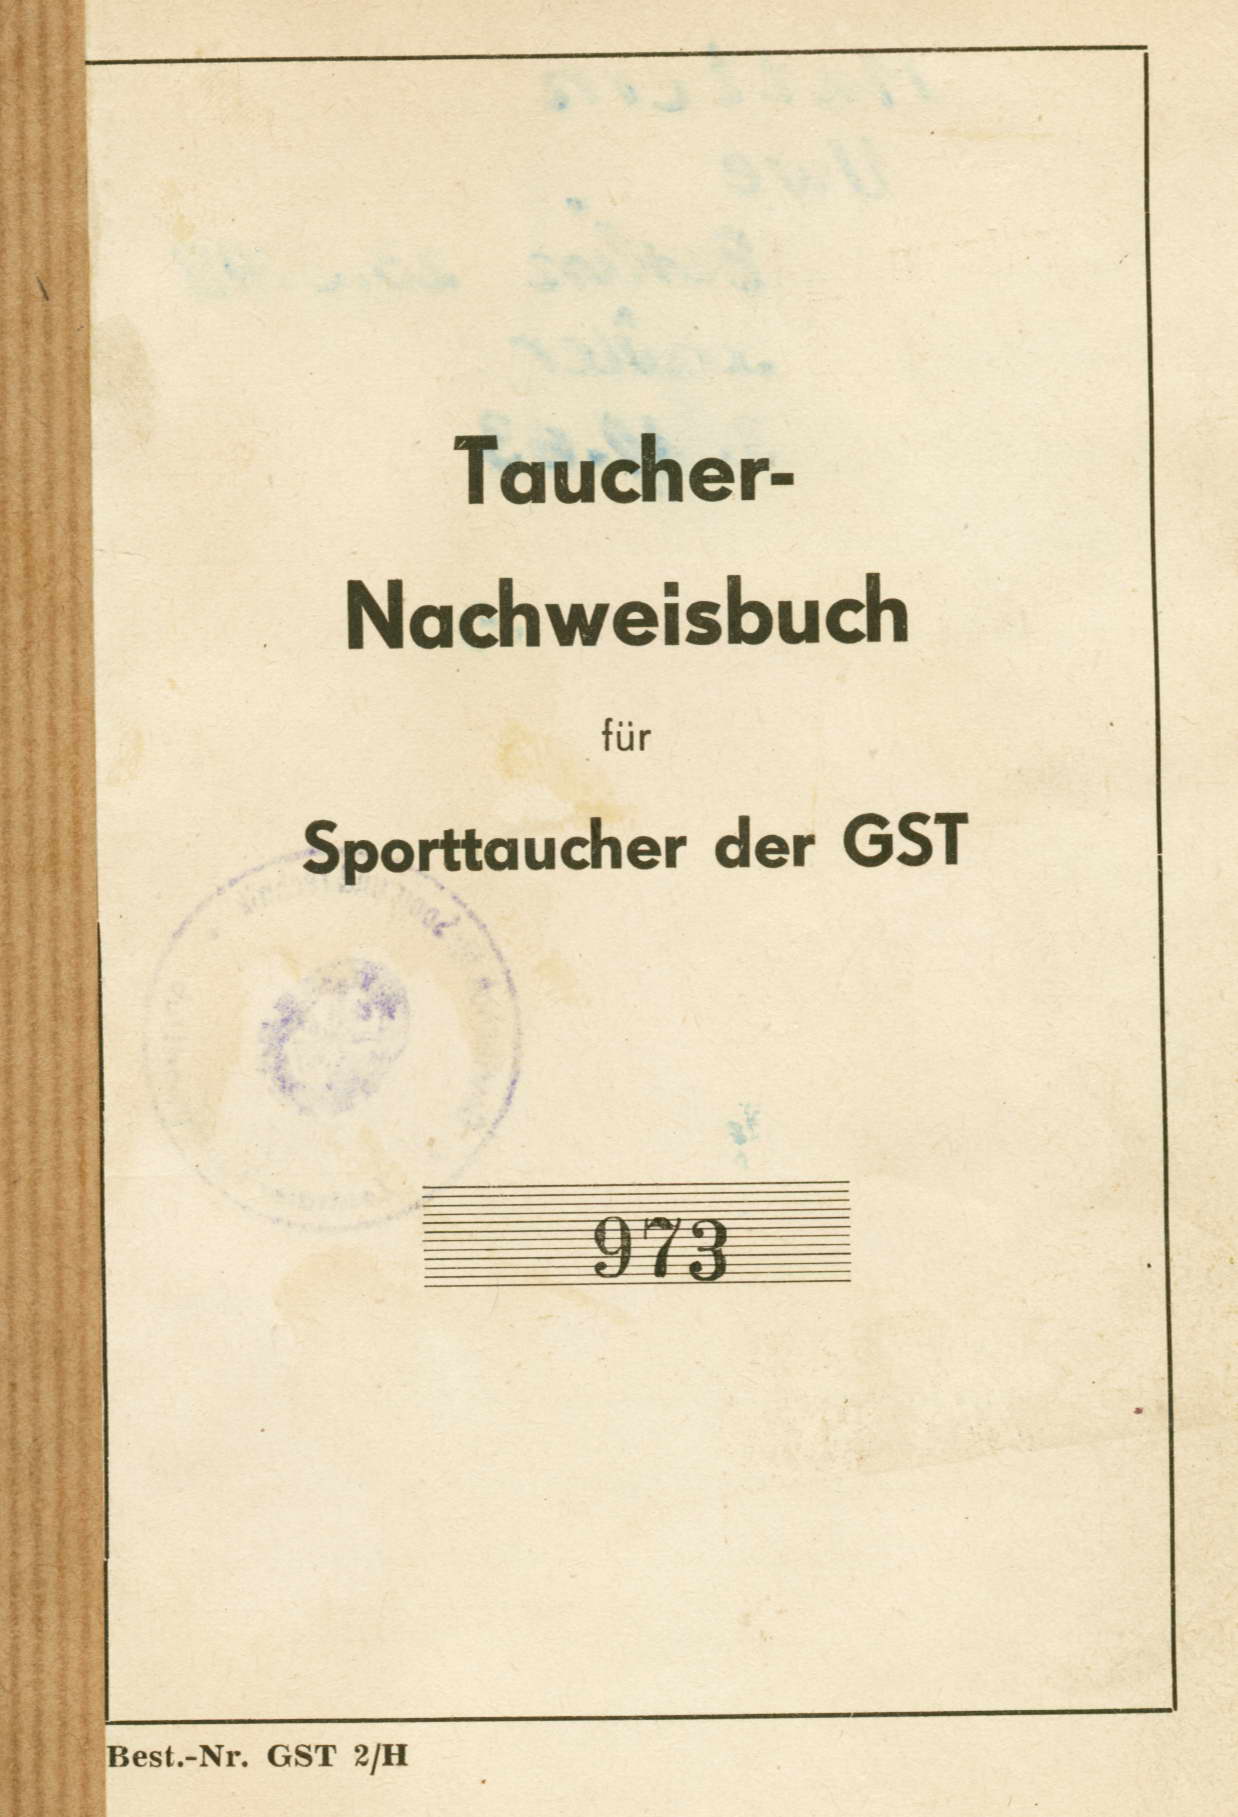 Taucher-
Nachweisbuch
für
Sporttaucher der GST
973
Best.-Nr. GST 2/H